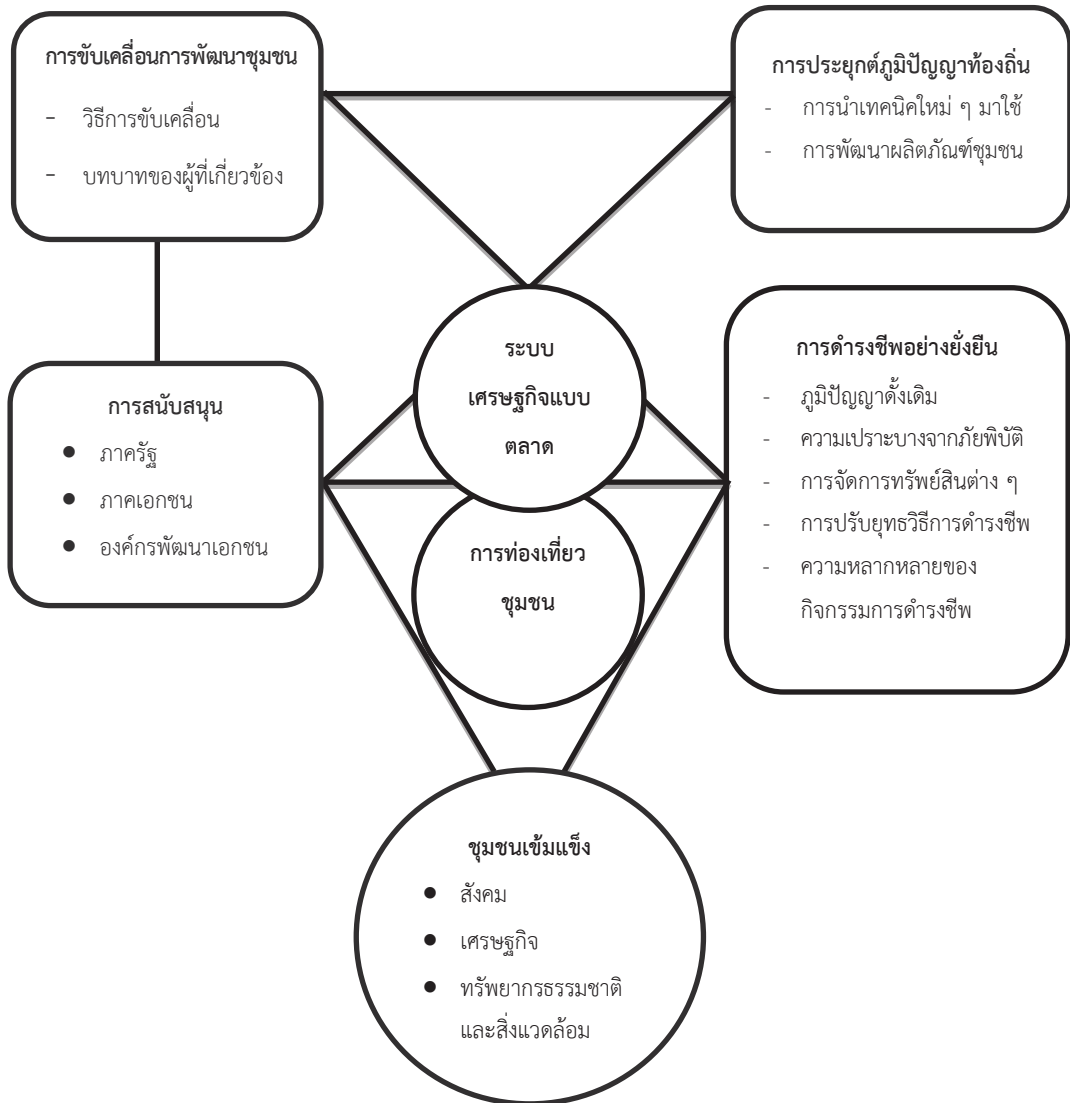 การขับเคลื่อนการพัฒนาชุมชน
- วิธีการขับเคลื่อน
- บทบาทของผู้ที่เกี่ยวข้อง
การประยุกต์ภูมิปัญญาท้องถิ่น
- การนำเทคนิคใหม่ ๆ มาใช้
- การพัฒนาผลิตภัณฑ์ชุมชน
ระบบ
เศรษฐกิจแบบ
ตลาด
การสนับสนุน
● ภาครัฐ
● ภาคเอกชน
● องค์กรพัฒนาเอกชน
การดำรงชีพอย่างยั่งยืน
- ภูมิปัญญาดั้งเดิม
- ความเปราะบางจากภัยพิบัติ
- การจัดการทรัพย์สินต่าง ๆ
- การปรับยุทธวิธีการดำรงชีพ
- ความหลากหลายของ
กิจกรรมการดำรงชีพ
การท่องเที่ยว
ชุมชน
ชุมชนเข้มแข็ง
● สังคม
● เศรษฐกิจ
● ทรัพยากรธรรมชาติ
และสิ่งแวดล้อม